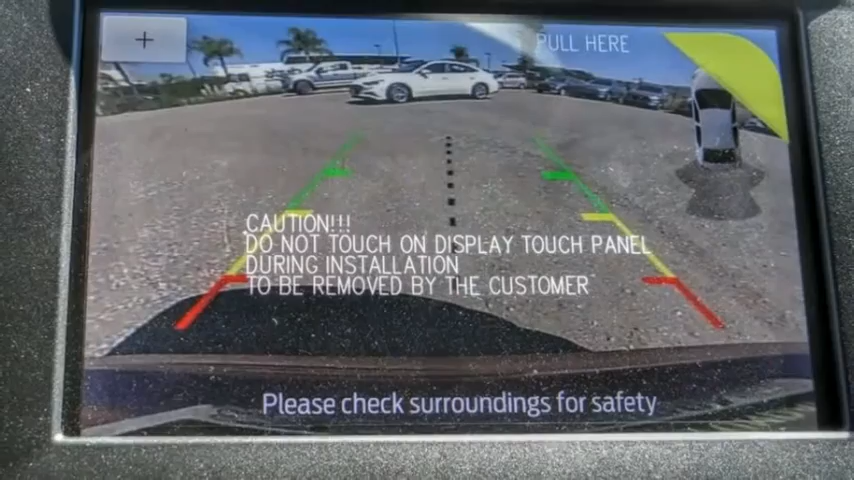 +
PULL HERE
CAUTION!!!
DO NOT TOUCH ON DISPLAY TOUCH PANEL
DURING INSTALLATION
TO BE REMOVED BY THE CUSTOMER
Please check surroundings for safety